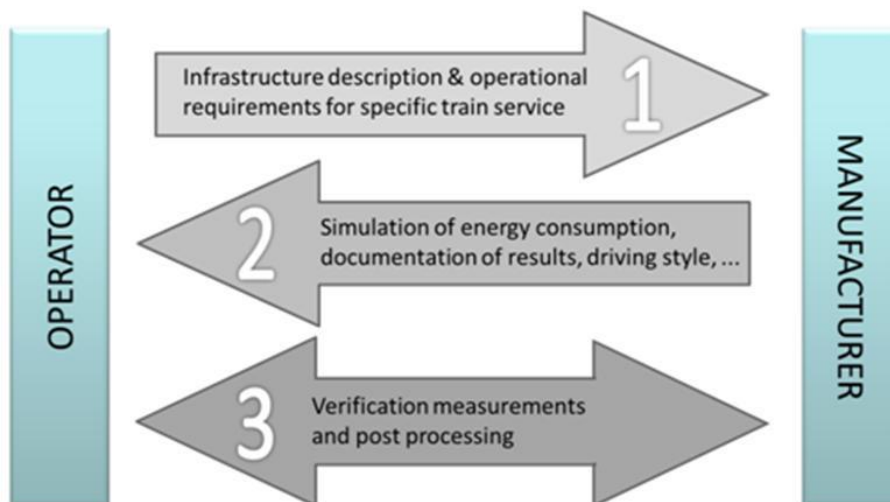 OPERATOR
Infrastructure description & operational
requirements for specific train service
1
2
Simulation of energy consumption,
documentation of results, driving style, ...
3
Verification measurements
and post processing
MANUFACTURER